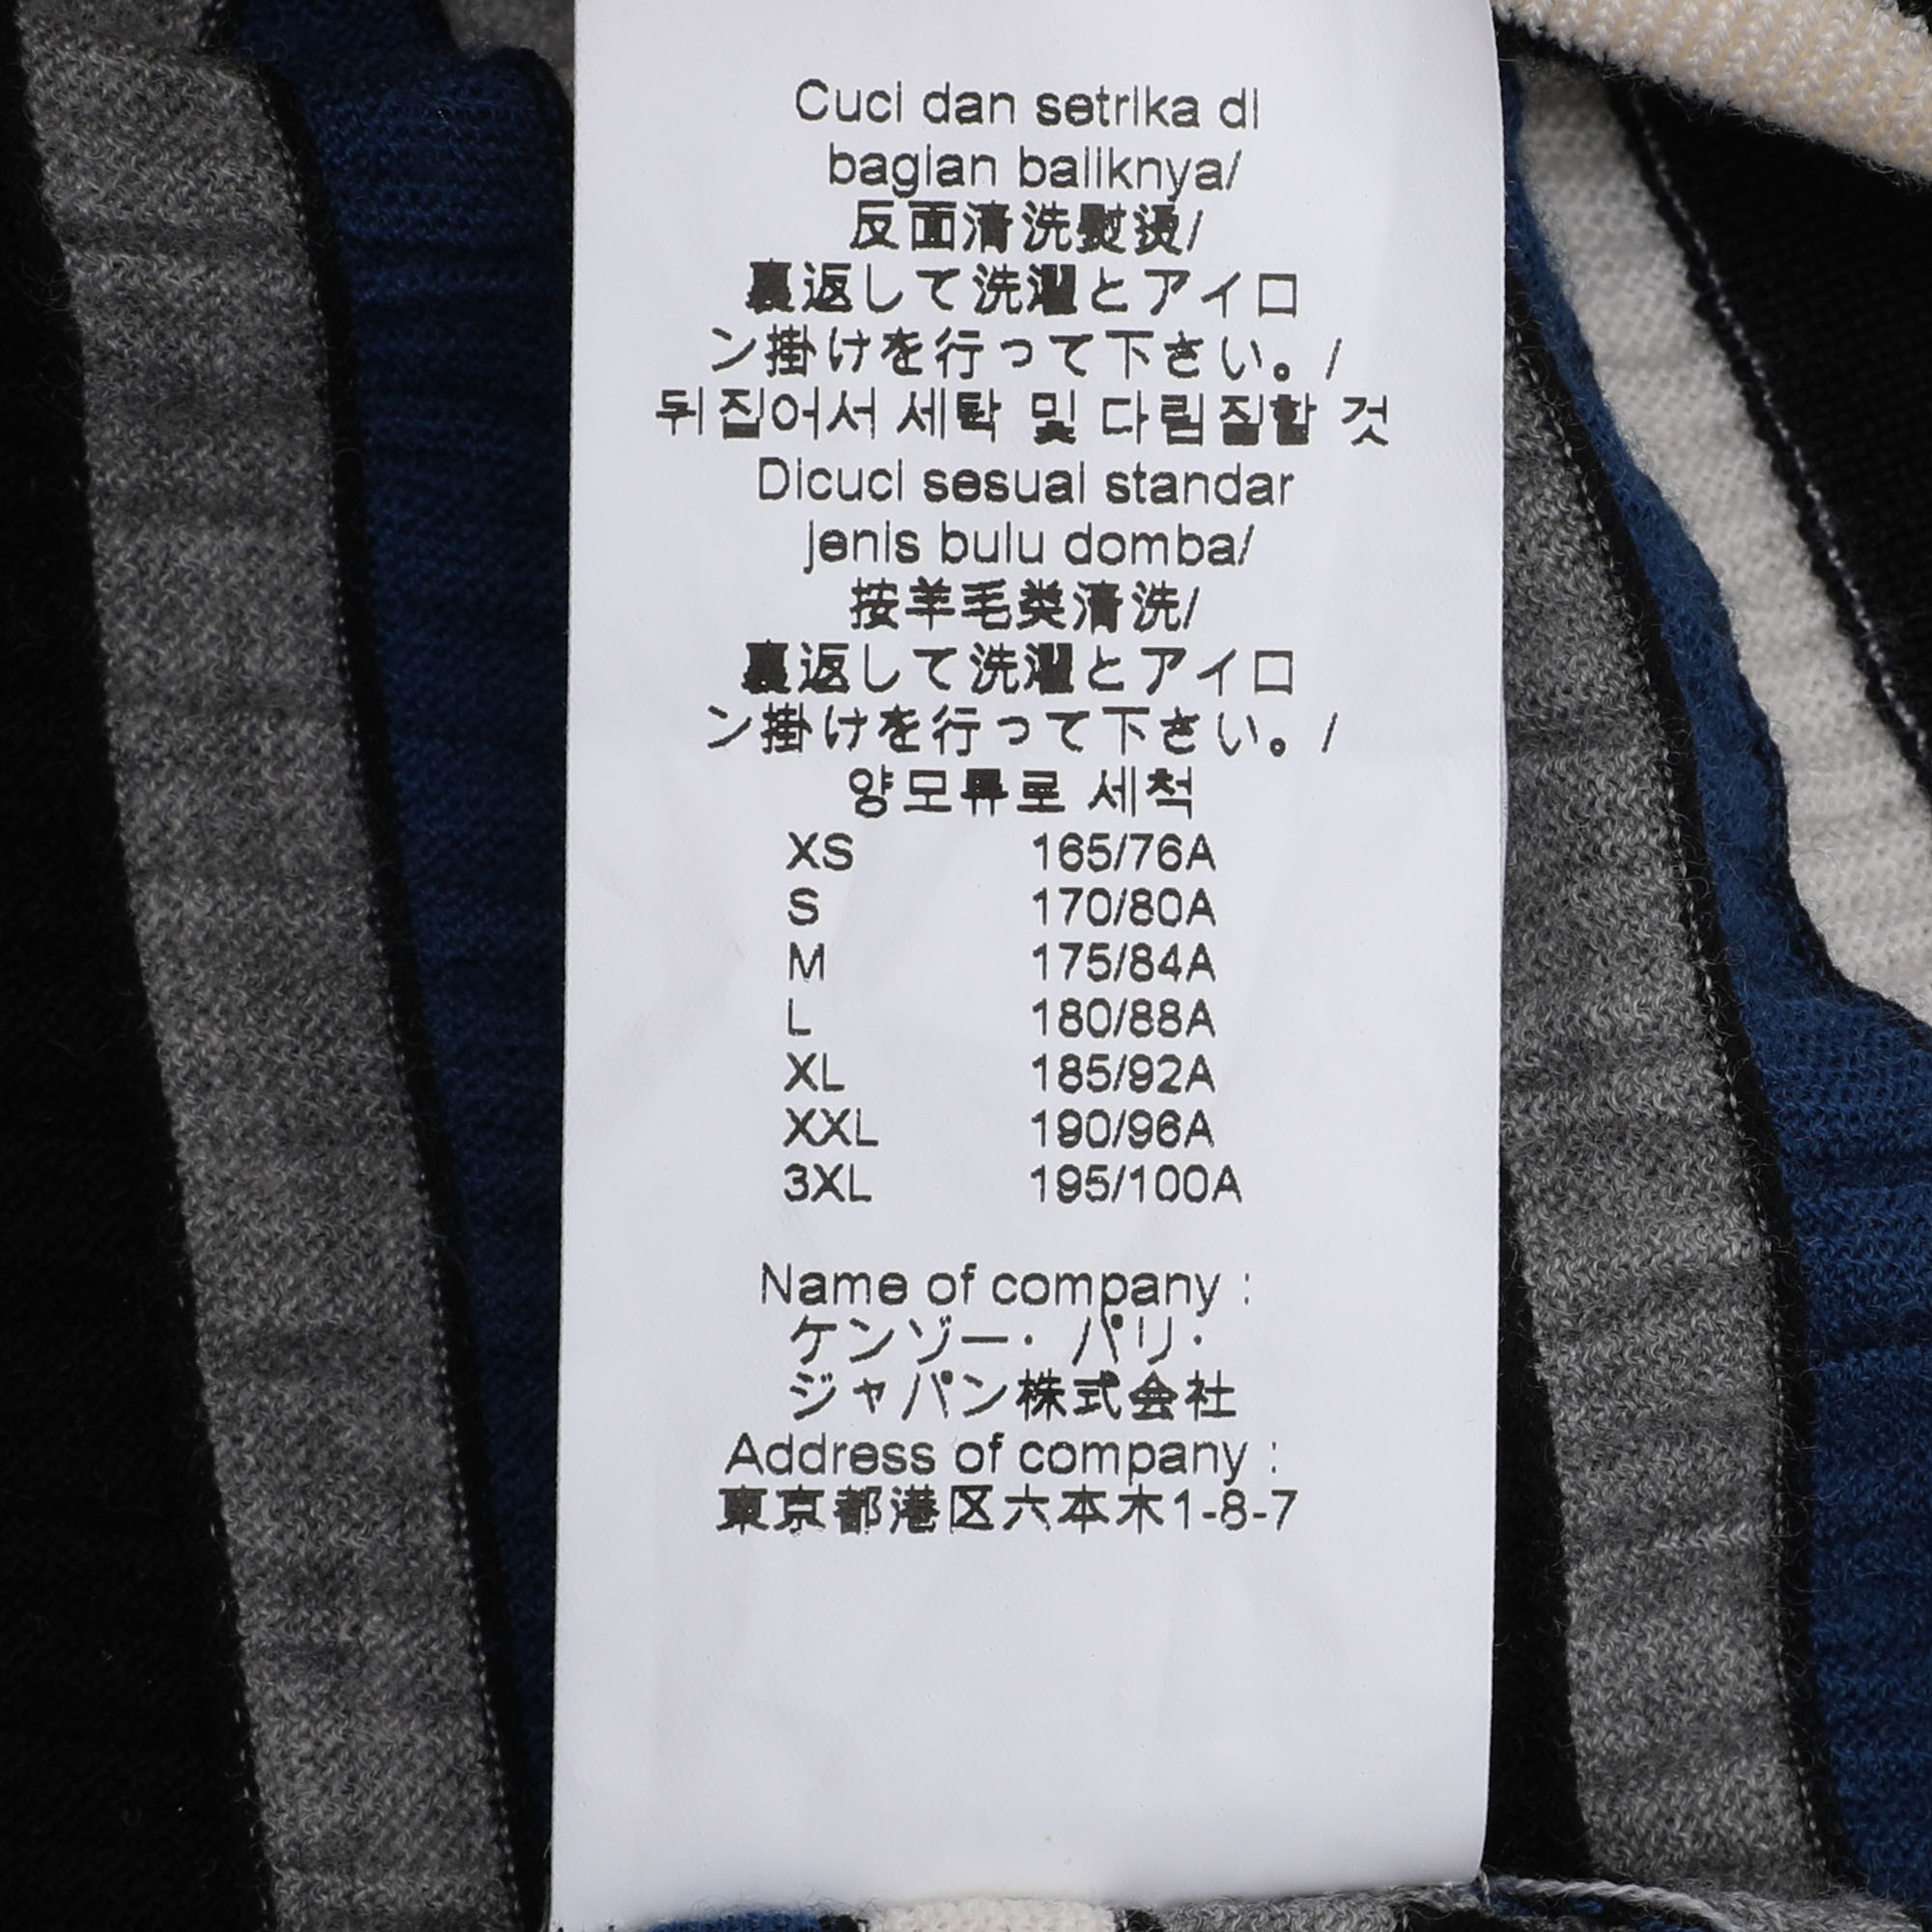 Cuci dan setrika di
bagian baliknya/
反面清洗熨烫/
裏返して洗濯とアイロ
ン掛けを行って下さい。/
뒤집어서 세탁 및 다림질할 것
Dicuci sesuai standar
jenis bulu domba/
按羊毛类清洗/
裏返して洗濯とアイロ
ン掛けを行って下さい。/
양모류로 세척
XS 165/76A
S 170/80A
M 175/84A
L 180/88A
XL 185/92A
XXL 190/96A
3XL 195/100A
Name of company :
ケンゾー· パリ·
ジャパン株式会社
Address of company :
東京都港区六本木1-8-7